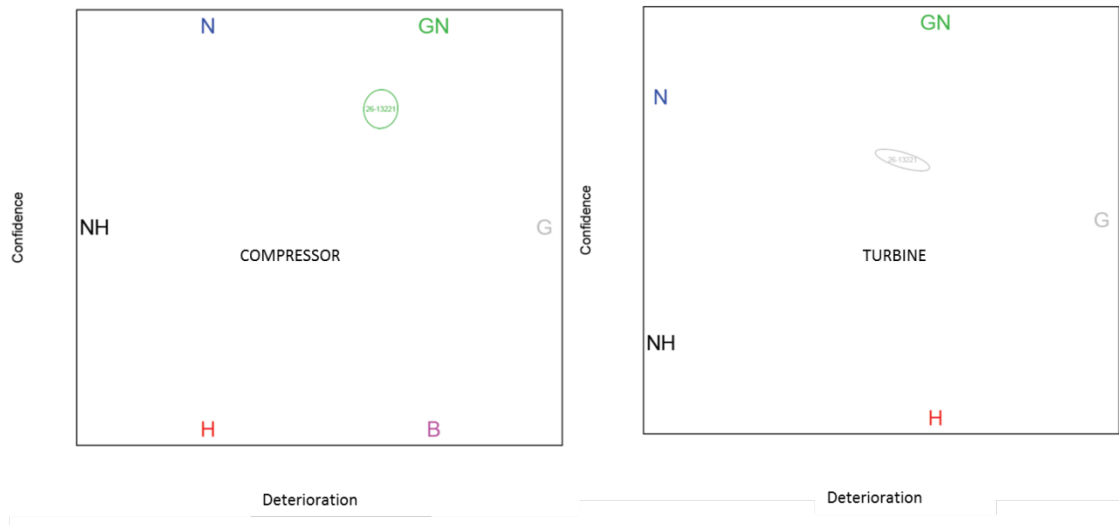 N
GN
26-13221
Confidence
NH
G
COMPRESSOR
H
B
Deterioration
GN
N
26-13221
Confidence
G
TURBINE
NH
H
Deterioration